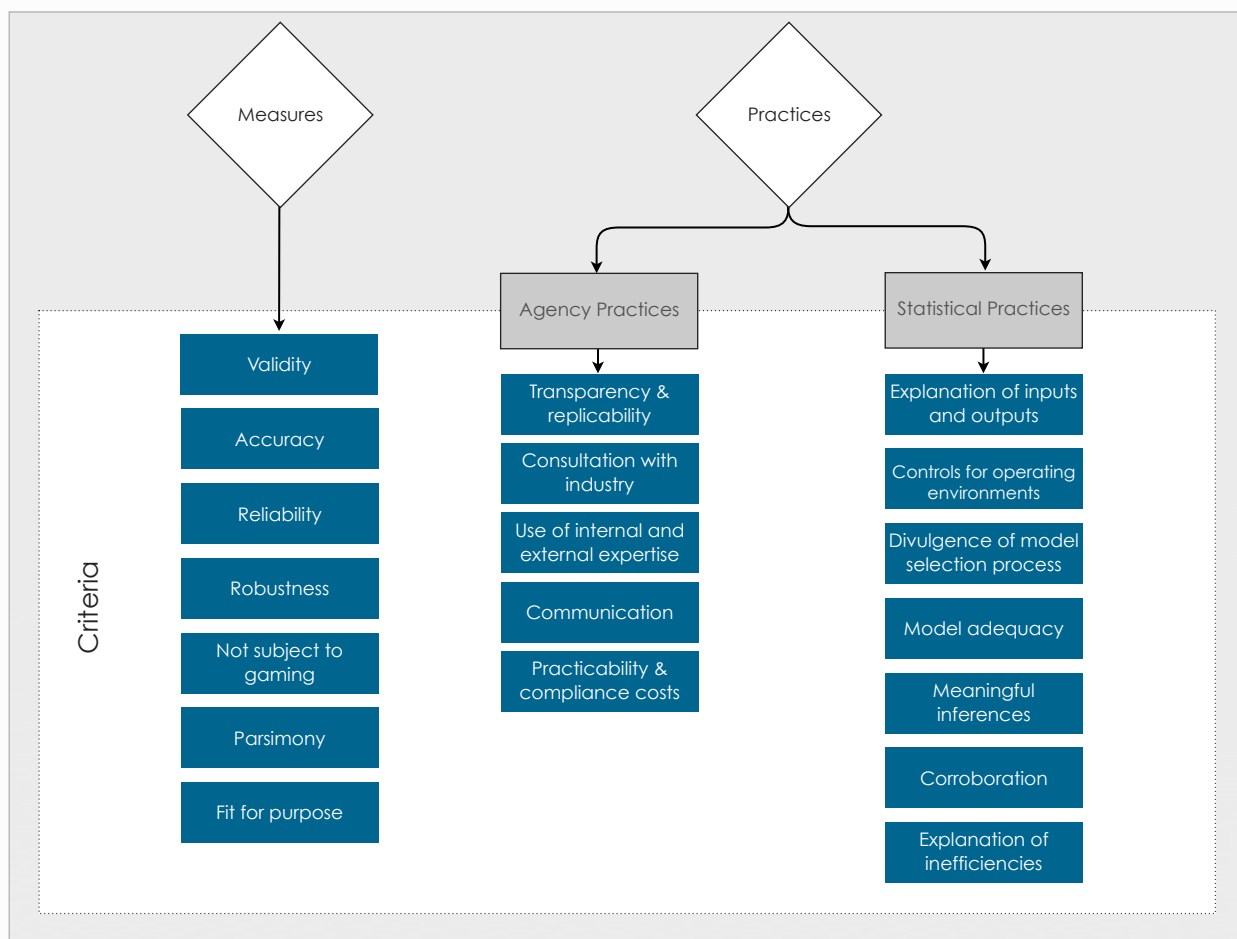 Measures
Practices
Agency Practices
Statistical Practices
Criteria
Validity
Accuracy
Reliability
Robustness
Not subject to
gaming
Parsimony
Fit for purpose
Transparency &
replicability
Consultation with
industry
Use of internal and
external expertise
Communication
Practicability &
compliance costs
Explanation of inputs
and outputs
Controls for operating
environments
Divulgence of model
selection process
Model adequacy
Meaningful
inferences
Corroboration
Explanation of
inefficiencies